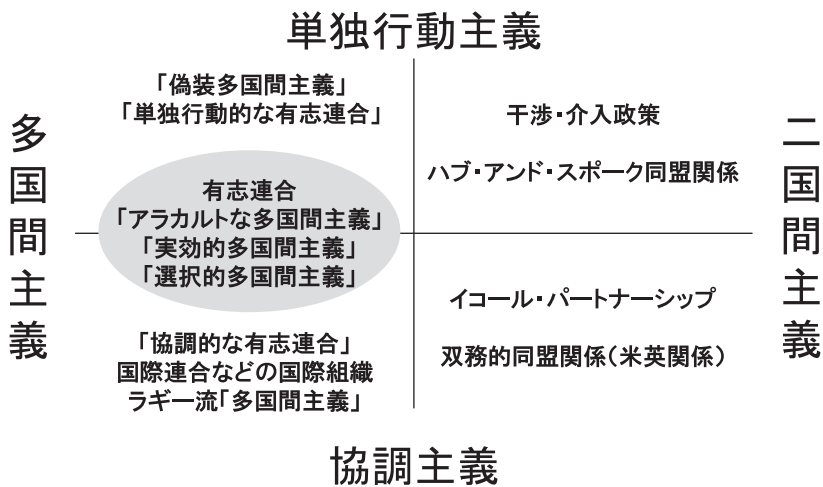 単独行動主義
多国間主義
「偽装多国間主義」
「単独行動的な有志連合」
有志連合
「アラカルトな多国間主義」
「実効的多国間主義」
「選択的多国間主義」
「協調的な有志連合」
国際連合などの国際組織
ラギー流「多国間主義」
干渉・介入政策
ハブ・アンド・スポーク同盟関係
イコール・パートナーシップ
双務的同盟関係（米英関係）
二国間主義
協調主義